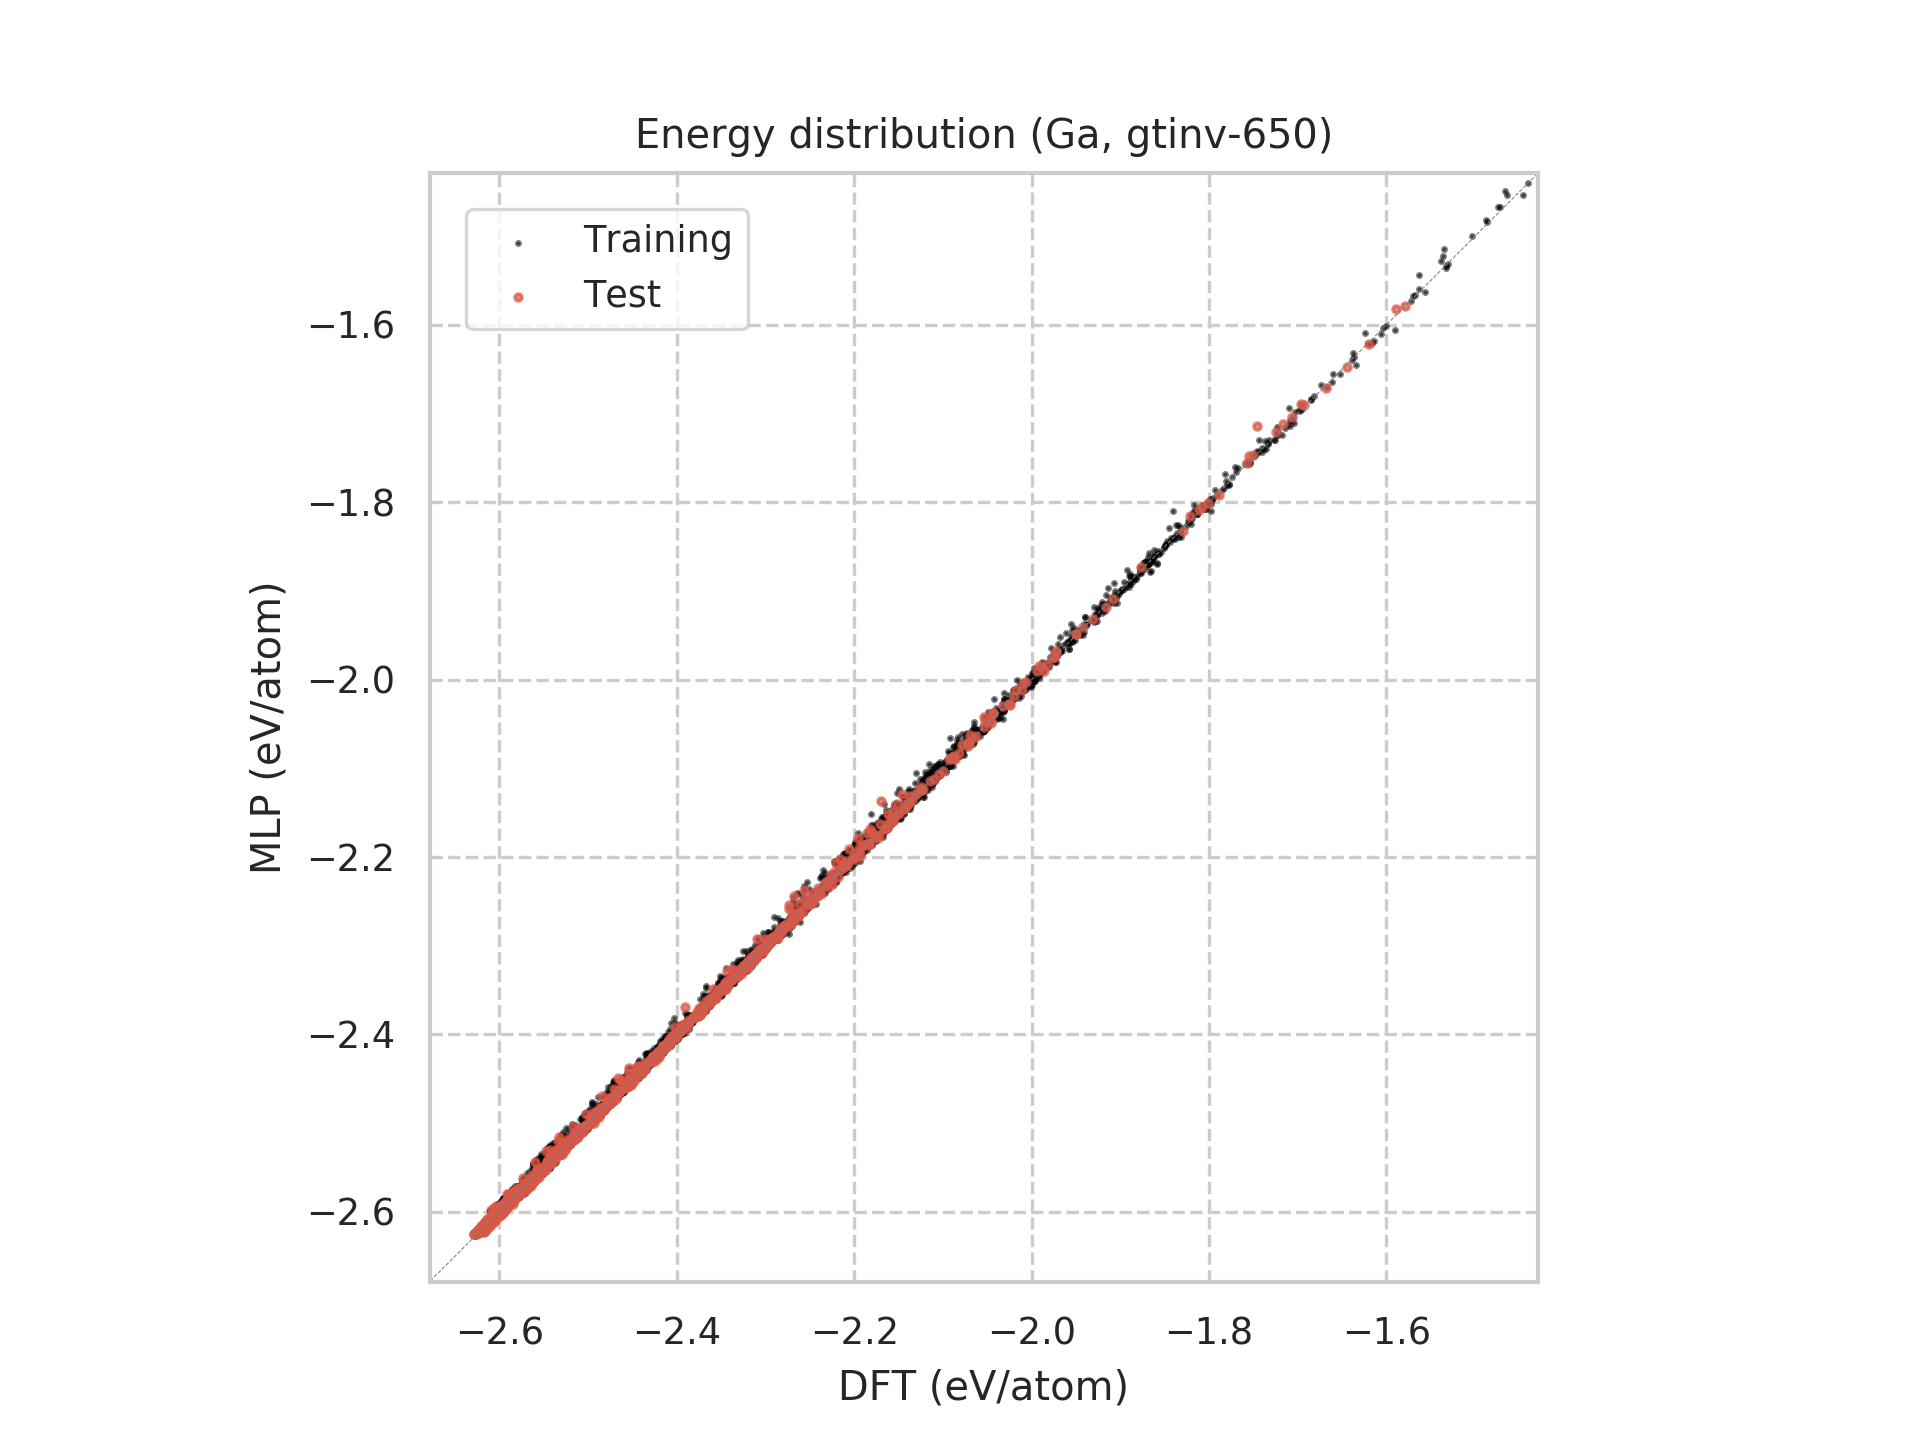 Energy distribution (Ga, gtinv-650)
Training
Test
−1.6
−1.8
−2.0
−2.2
−2.4
−2.6
MLP (eV/atom)
−2.6 −2.4 −2.2 −2.0 −1.8 −1.6
DFT (eV/atom)